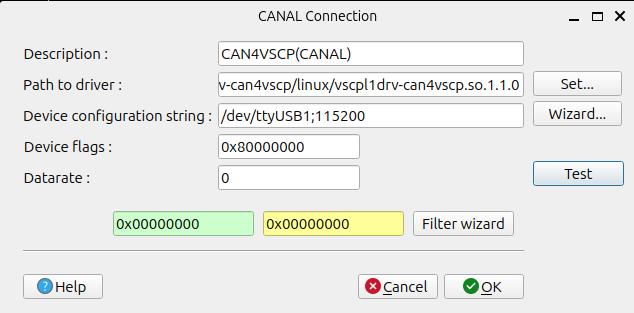 CANAL Connection
Description : CAN4VSCP(CANAL)
Path to driver : v-can4vscp/linux/vscpl1drv-can4vscp.so.1.1.0 Set...
Device configuration string : /dev/ttyUSB1;115200 Wizard...
Device flags : 0x80000000
Datarate : 0 Test
0x00000000 0x00000000 Filter wizard
Help Cancel OK